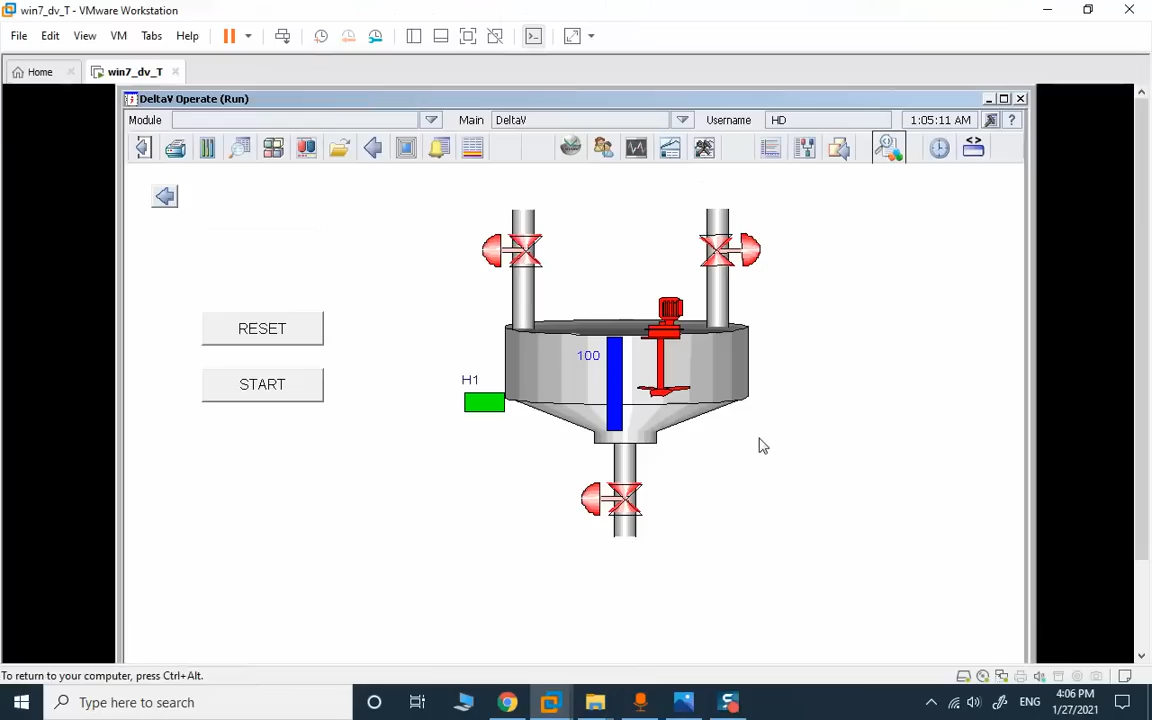 win7_dv_T - VMware Workstation
File Edit View VM Tabs Help
Home win7_dv_T
DeltaV Operate (Run)
Module Main DeltaV Username HD 1:05:11 AM ?
RESET
START
100
H1
To return to your computer, press Ctrl+Alt.
Type here to search
ENG
4:06 PM
1/27/2021